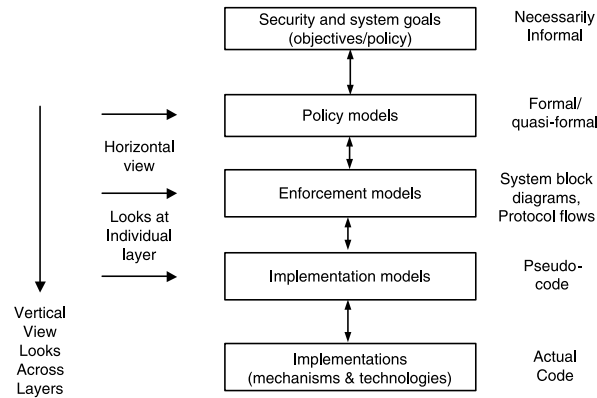 Security and system goals
(objectives/policy)
Necessarily
Informal
Policy models
Formal/
quasi-formal
Horizontal
view
Enforcement models
System block
diagrams,
Protocol flows
Looks at
Individual
layer
Implementation models
Pseudo-
code
Vertical
View
Looks
Across
Layers
Implementations
(mechanisms & technologies)
Actual
Code